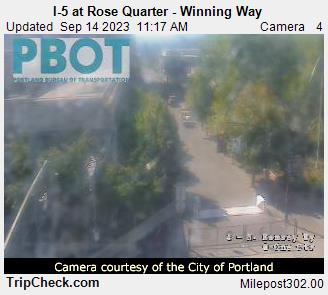 I-5 at Rose Quarter - Winning Way
Updated Sep 14 2023 11:17 AM Camera 4
PBOT
PORTLAND BUREAU OF TRANSPORTATION
Camera courtesy of the City of Portland
TripCheck.com Milepost302.00